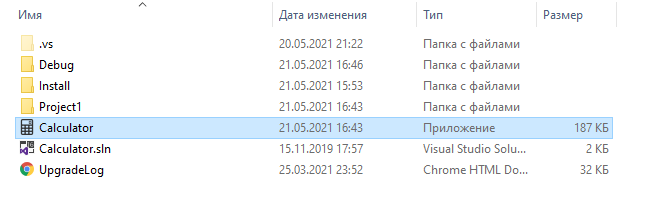 Имя Дата изменения Тип Размер
.vs 20.05.2021 21:22 Папка с файлами
Debug 21.05.2021 16:46 Папка с файлами
Install 21.05.2021 15:53 Папка с файлами
Project1 21.05.2021 16:43 Папка с файлами
Calculator 21.05.2021 16:43 Приложение 187 КБ
Calculator.sln 15.11.2019 17:57 Visual Studio Solu... 2 КБ
UpgradeLog 25.03.2021 23:52 Chrome HTML Do... 32 КБ